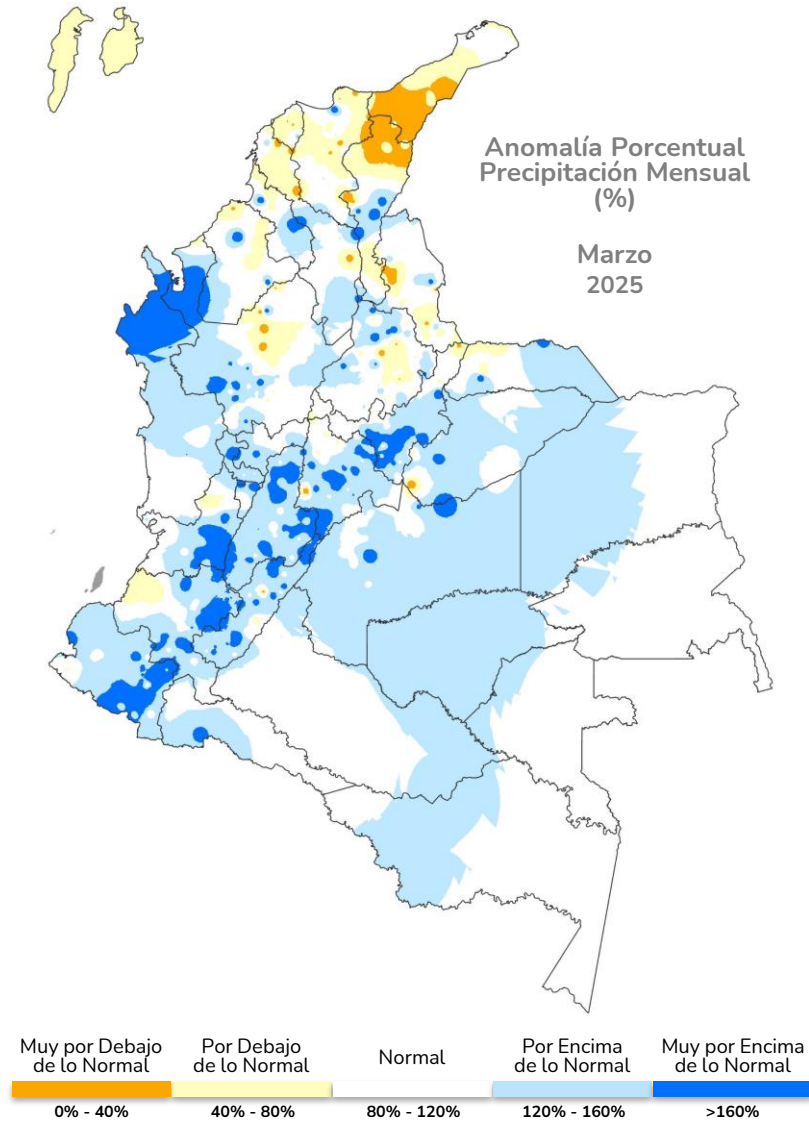 Anomalía Porcentual
Precipitación Mensual
(%)
Marzo
2025
Muy por Debajo
de lo Normal
Por Debajo
de lo Normal
Normal
Por Encima
de lo Normal
Muy por Encima
de lo Normal
0% - 40%
40% - 80%
80% - 120%
120% - 160%
>160%